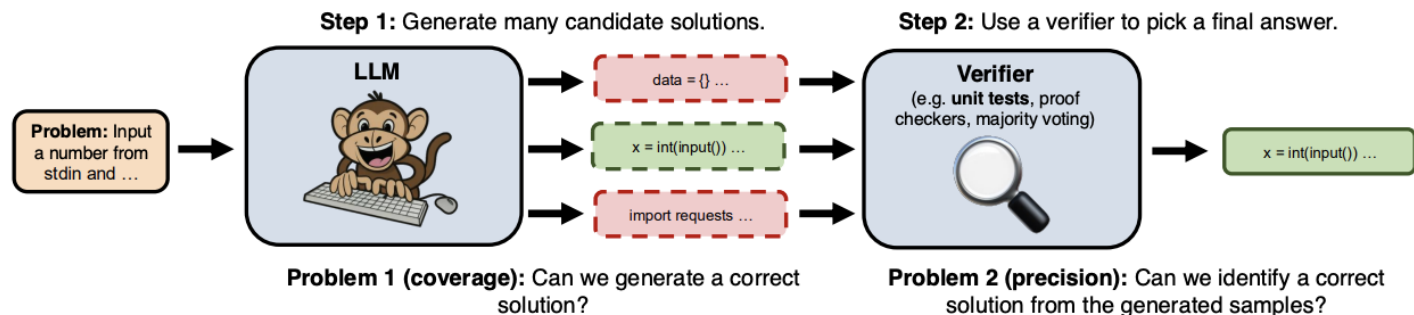 Step 1: Generate many candidate solutions.
Step 2: Use a verifier to pick a final answer.
Problem: Input
a number from
stdin and …
LLM
data = {} …
x = int(input()) …
import requests …
Verifier
(e.g. unit tests, proof
checkers, majority voting)
x = int(input()) …
Problem 1 (coverage): Can we generate a correct
solution?
Problem 2 (precision): Can we identify a correct
solution from the generated samples?